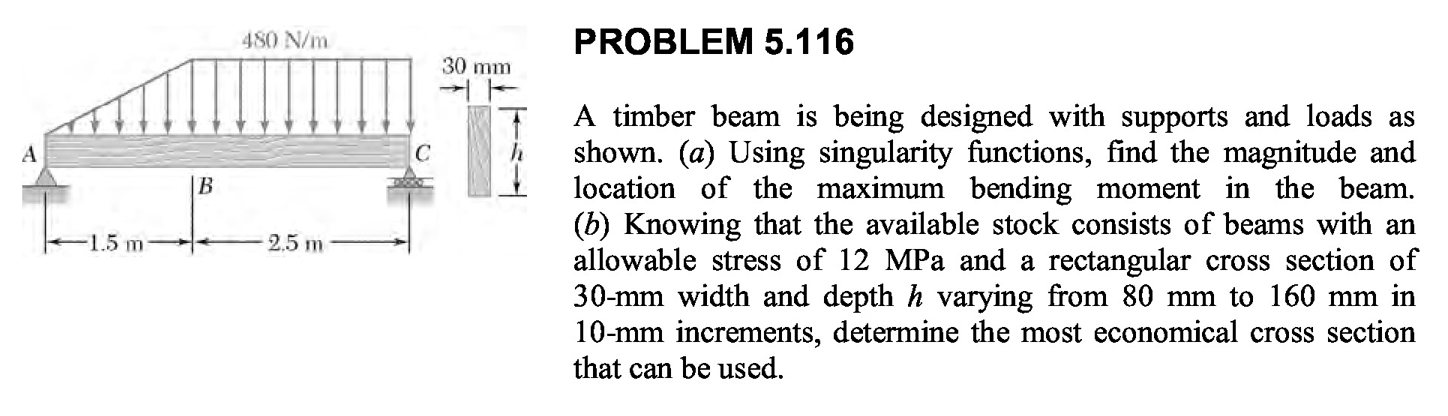 480 N/m
30 mm
A
C
h
B
1.5 m
2.5 m
PROBLEM 5.116
A timber beam is being designed with supports and loads as
shown. (a) Using singularity functions, find the magnitude and
location of the maximum bending moment in the beam.
(b) Knowing that the available stock consists of beams with an
allowable stress of 12 MPa and a rectangular cross section of
30-mm width and depth h varying from 80 mm to 160 mm in
10-mm increments, determine the most economical cross section
that can be used.